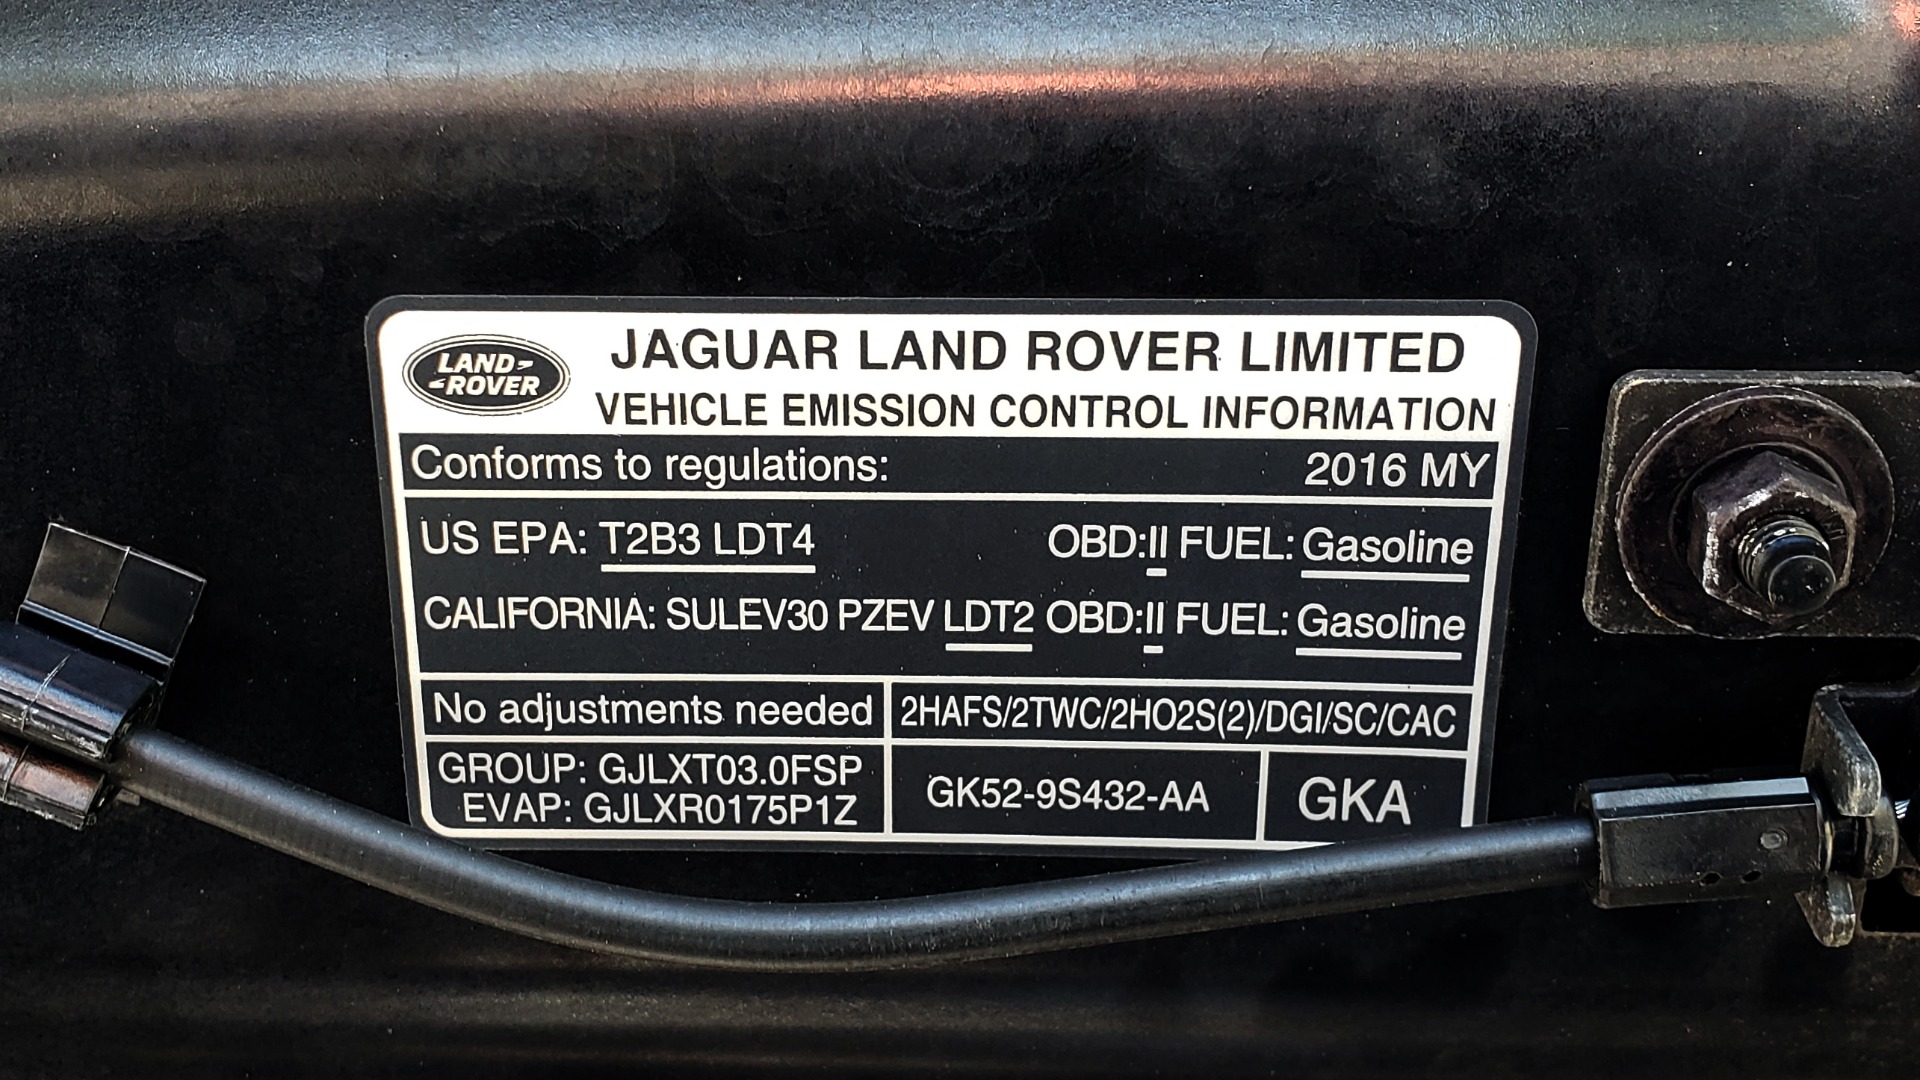 LAND
ROVER
JAGUAR LAND ROVER LIMITED
VEHICLE EMISSION CONTROL INFORMATION
Conforms to regulations: 2016 MY
US EPA: T2B3 LDT4 OBD:II FUEL: Gasoline
CALIFORNIA: SULEV30 PZEV LDT2 OBD:II FUEL: Gasoline
No adjustments needed 2HAFS/2TWC/2HO2S(2)/DGI/SC/CAC
GROUP: GJLXT03.0FSP
EVAP: GJLXR0175P1Z
GK52-9S432-AA GKA